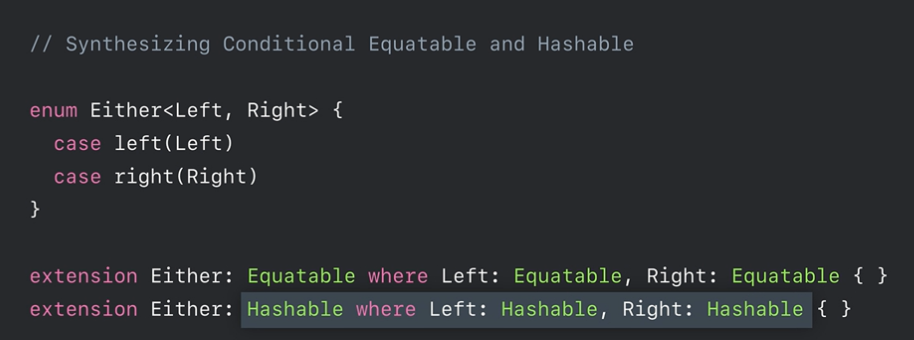 // Synthesizing Conditional Equatable and Hashable
enum Either<Left, Right> {
case left(Left)
case right(Right)
}
extension Either: Equatable where Left: Equatable, Right: Equatable { }
extension Either: Hashable where Left: Hashable, Right: Hashable { }